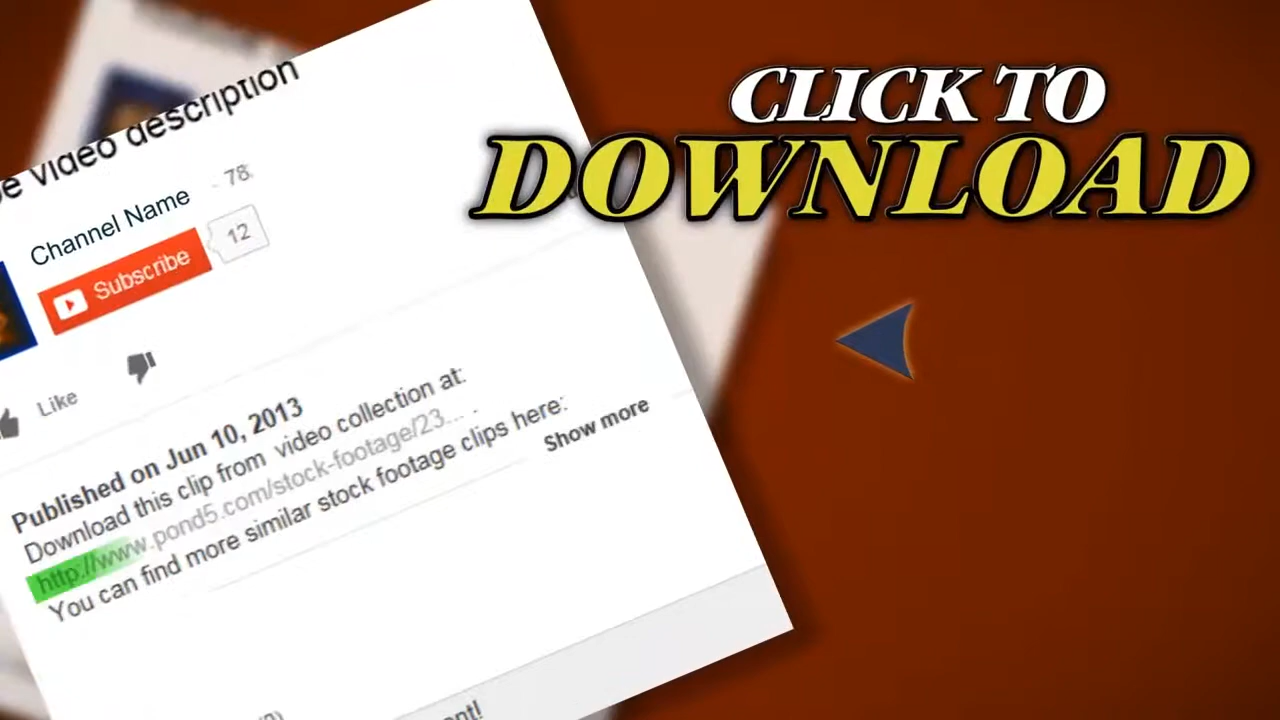 CLICK TO
DOWNLOAD
video description
Channel Name
78
Subscribe
12
Like
Published on Jun 10, 2013
Download this clip from video collection at:
http://www.pond5.com/stock-footage/23...
You can find more similar stock footage clips here:
Show more